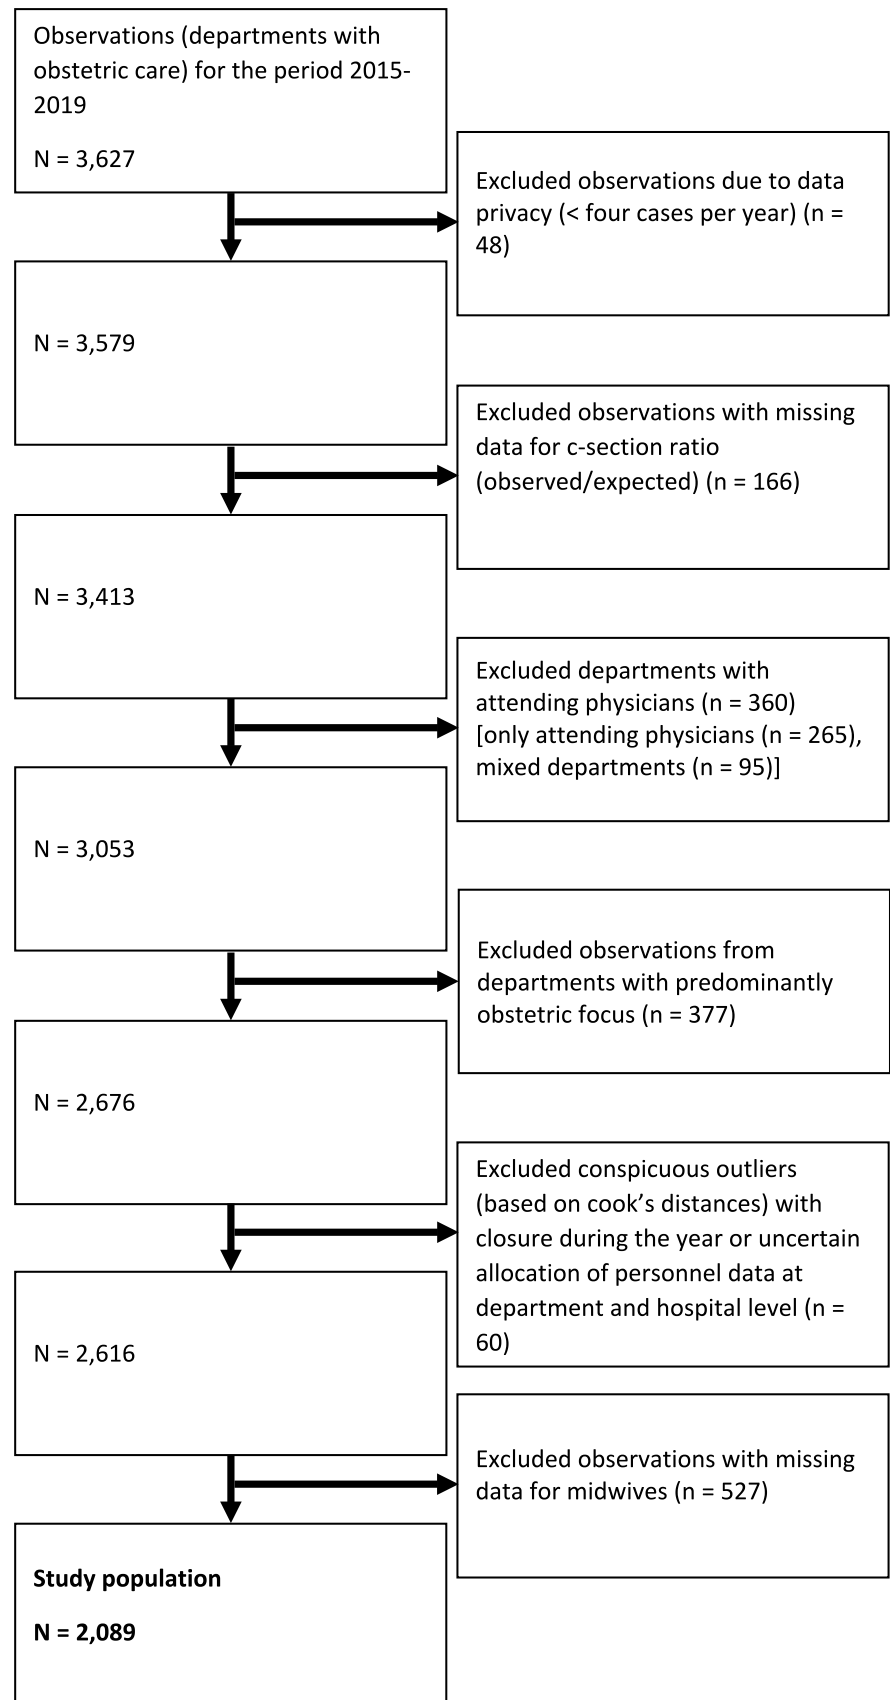 Observations (departments with
obstetric care) for the period 2015-
2019
N = 3,627
Excluded observations due to data
privacy (< four cases per year) (n =
48)
N = 3,579
Excluded observations with missing
data for c-section ratio
(observed/expected) (n = 166)
N = 3,413
Excluded departments with
attending physicians (n = 360)
[only attending physicians (n = 265),
mixed departments (n = 95)]
N = 3,053
Excluded observations from
departments with predominantly
obstetric focus (n = 377)
N = 2,676
Excluded conspicuous outliers
(based on cook’s distances) with
closure during the year or uncertain
allocation of personnel data at
department and hospital level (n =
60)
N = 2,616
Excluded observations with missing
data for midwives (n = 527)
Study population
N = 2,089